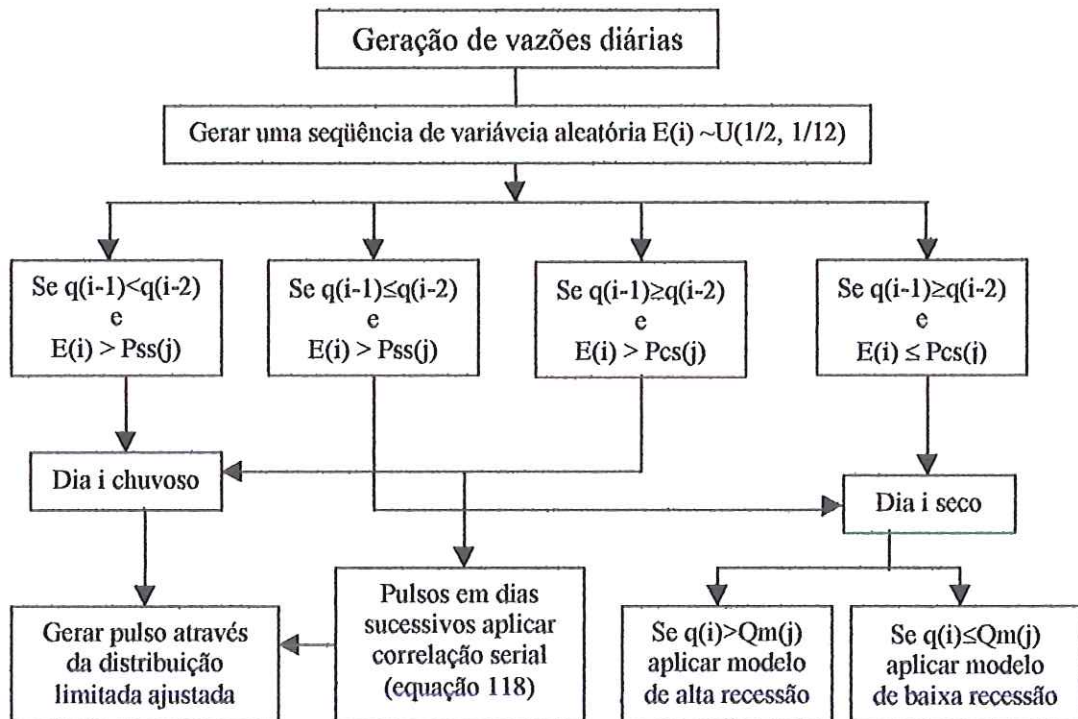 Geração de vazões diárias
Gerar uma seqüência de variáveia aleatória E(i) ~U(1/2, 1/12)
Se q(i-1)<q(i-2)
e
E(i) > Pss(j)
Se q(i-1)≤q(i-2)
e
E(i) > Pss(j)
Se q(i-1)≥q(i-2)
e
E(i) > Pcs(j)
Se q(i-1)≥q(i-2)
e
E(i) ≤ Pcs(j)
Dia i chuvoso
Dia i seco
Gerar pulso através
da distribuição
limitada ajustada
Pulsos em dias
sucessivos aplicar
correlação serial
(equação 118)
Se q(i)>Qm(j)
aplicar modelo
de alta recessão
Se q(i)≤Qm(j)
aplicar modelo
de baixa recessão